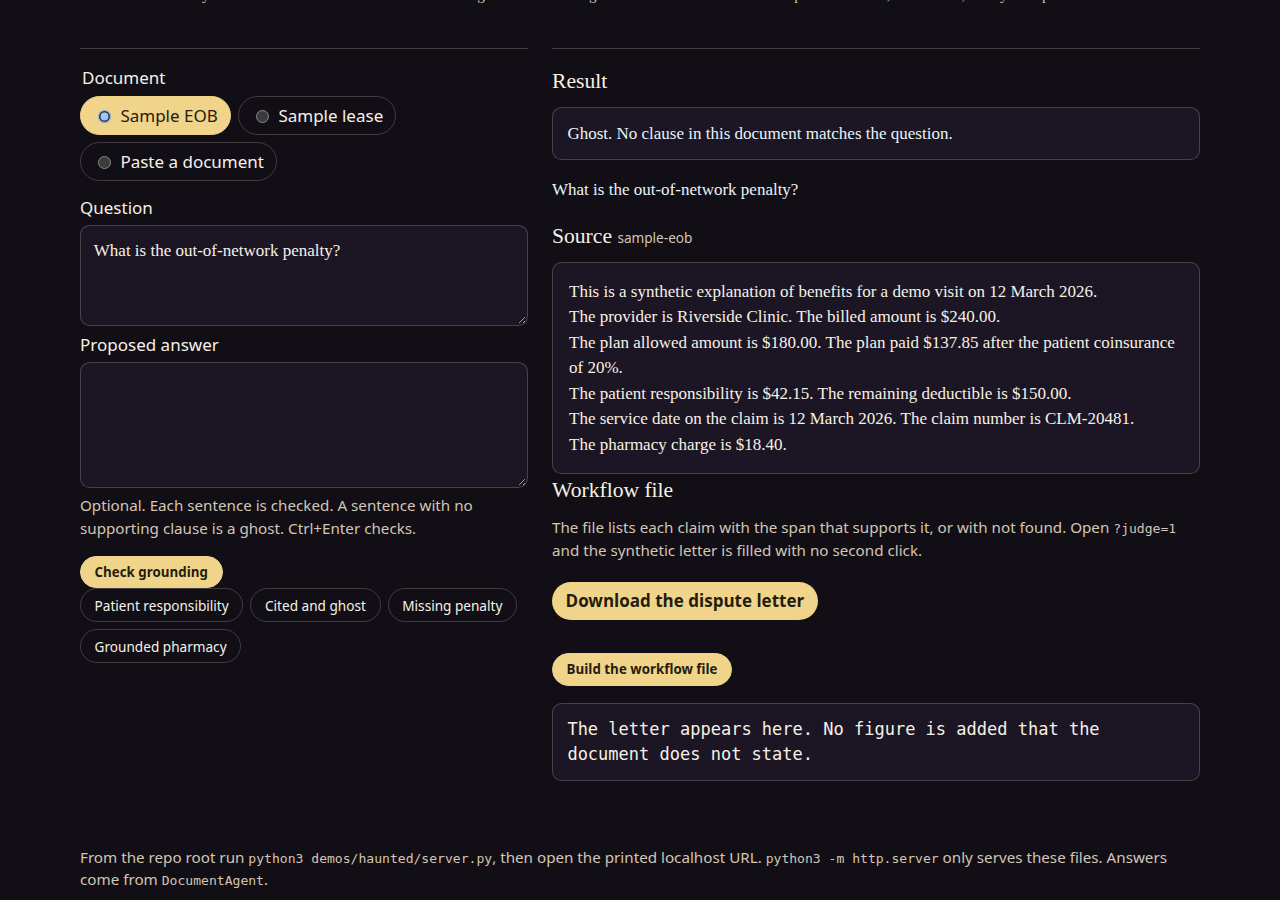 Document
Sample EOB
Sample lease
Paste a document
Question
What is the out-of-network penalty?
Proposed answer
Optional. Each sentence is checked. A sentence with no
supporting clause is a ghost. Ctrl+Enter checks.
Check grounding
Patient responsibility
Cited and ghost
Missing penalty
Grounded pharmacy
Result
Ghost. No clause in this document matches the question.
What is the out-of-network penalty?
Source sample-eob
This is a synthetic explanation of benefits for a demo visit on 12 March 2026.
The provider is Riverside Clinic. The billed amount is $240.00.
The plan allowed amount is $180.00. The plan paid $137.85 after the patient coinsurance
of 20%.
The patient responsibility is $42.15. The remaining deductible is $150.00.
The service date on the claim is 12 March 2026. The claim number is CLM-20481.
The pharmacy charge is $18.40.
Workflow file
The file lists each claim with the span that supports it, or with not found. Open ?judge=1
and the synthetic letter is filled with no second click.
Download the dispute letter
Build the workflow file
The letter appears here. No figure is added that the
document does not state.
From the repo root run python3 demos/haunted/server.py, then open the printed localhost URL. python3 -m http.server only serves these files. Answers
come from DocumentAgent.